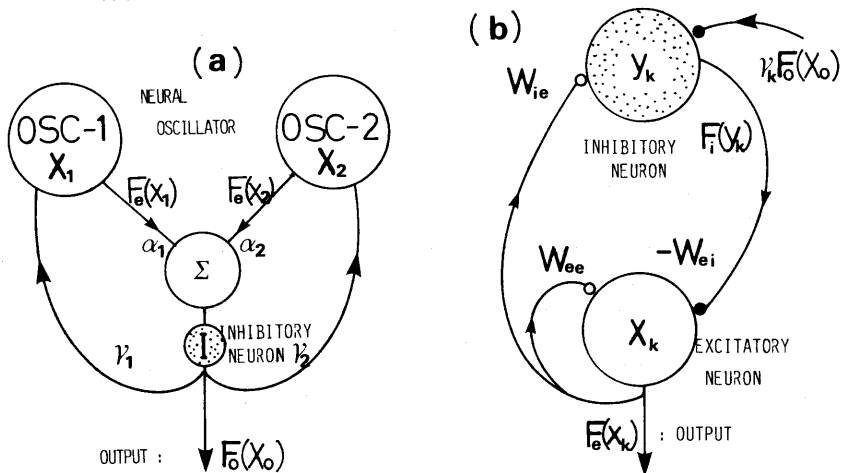 (a)
NEURAL
OSCILLATOR
OSC-1
X₁
OSC-2
X₂
Fe(X₁)
Fe(X₂)
α₁
α₂
Σ
I
INHIBITORY
NEURON
γ₁
γ₂
OUTPUT : Fo(Xo)
(b)
Yk
γkFo(Xo)
Wie
Fi(Yk)
INHIBITORY
NEURON
Wee
-Wei
Xk
EXCITATORY
NEURON
Fe(Xk) : OUTPUT